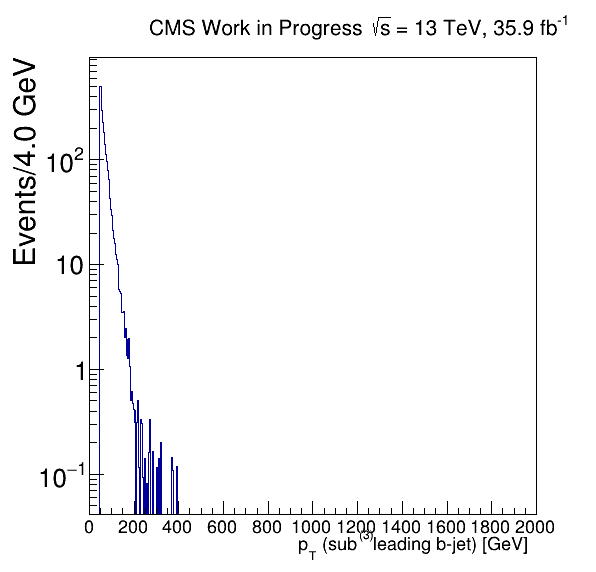 CMS Work in Progress √s = 13 TeV, 35.9 fb⁻¹
Events/4.0 GeV
10²
10
1
10⁻¹
0 200 400 600 800 1000 1200 1400 1600 1800 2000
p_T (sub⁽³⁾leading b-jet) [GeV]